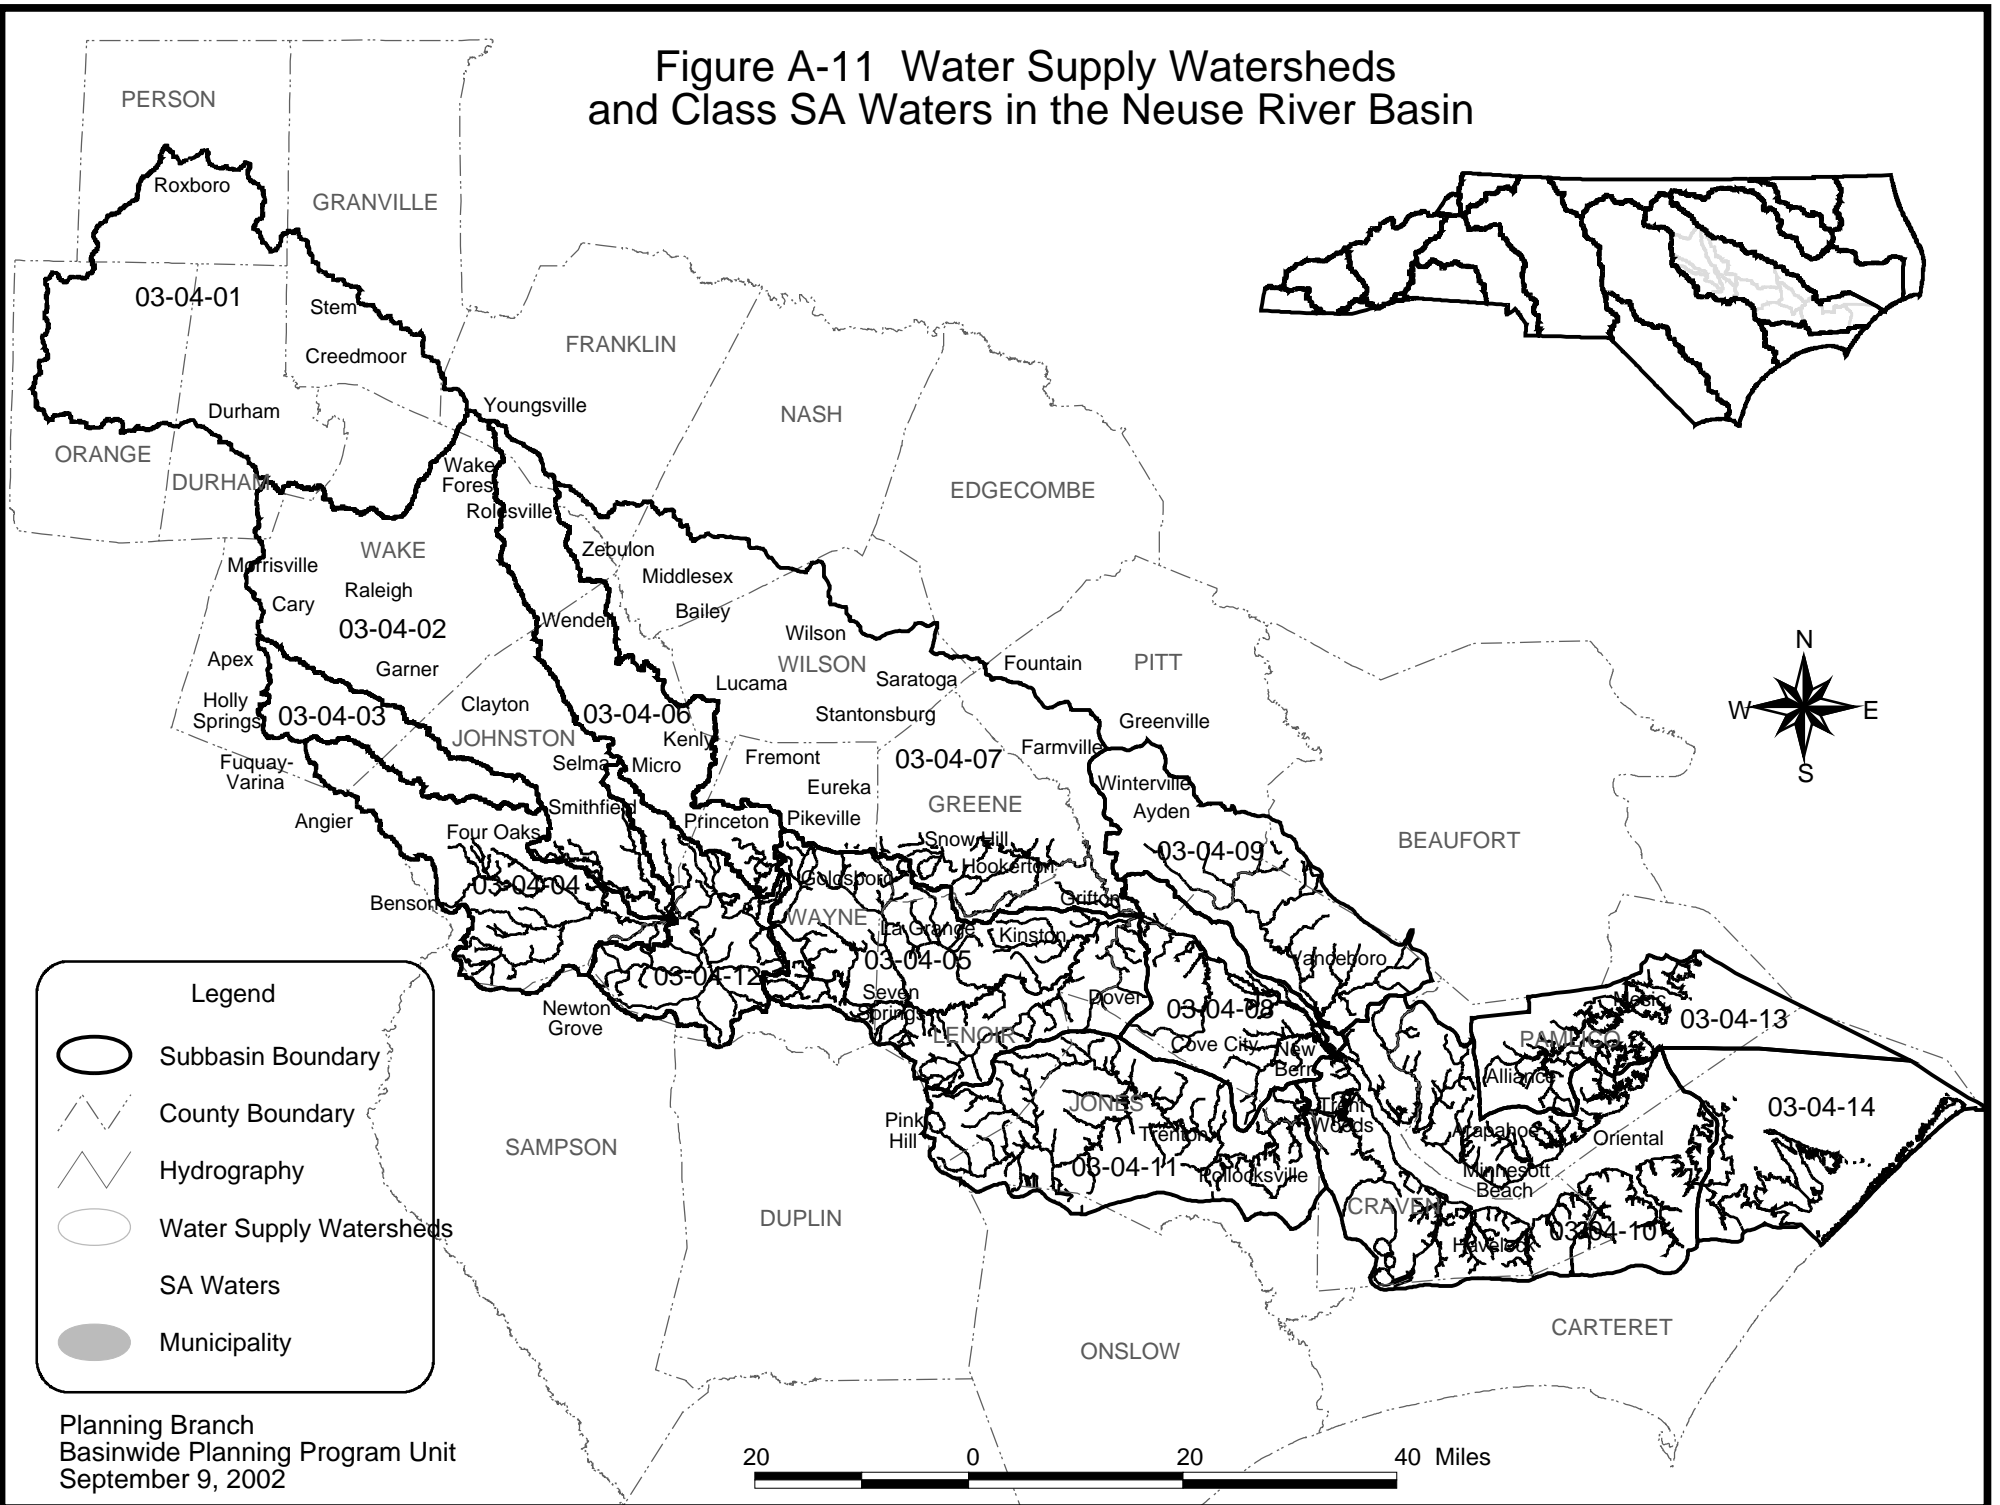 Figure A-11 Water Supply Watersheds
and Class SA Waters in the Neuse River Basin
PERSON
Roxboro
GRANVILLE
03-04-01
Stem
Creedmoor
FRANKLIN
Durham
Youngsville
NASH
ORANGE
DURHAM
Wake
Fores
EDGECOMBE
Rolesville
WAKE
Zebulon
Morrisville
Middlesex
Raleigh
Cary
Bailey
Wendell
03-04-02
Wilson
N
Apex
Garner
WILSON
Fountain
PITT
Lucama
Saratoga
Holly
Springs
03-04-03
Clayton
03-04-06
Stantonsburg
Greenville
W
E
JOHNSTON
Kenly
Farmville
Fuquay-
Varina
Selma
Micro
Fremont
03-04-07
S
Eureka
Winterville
Smithfield
GREENE
Ayden
Angier
Princeton
Pikeville
Four Oaks
Snow Hill
BEAUFORT
03-04-09
Hookerton
03-04-04
Goldsboro
Benson
Grifton
WAYNE
La Grange
Kinston
Vanceboro
03-04-05
03-04-12
Seven
Springs
Dover
Mesic
Newton
Grove
03-04-08
03-04-13
LENOIR
PAMLICO
Cove City
New
Bern
Alliance
JONES
Trent
Woods
03-04-14
Pink
Hill
Trenton
Arapahoe
Oriental
SAMPSON
03-04-11
Pollocksville
Minnesott
Beach
CRAVEN
DUPLIN
03-04-10
Havelock
CARTERET
ONSLOW
Legend
Subbasin Boundary
County Boundary
Hydrography
Water Supply Watersheds
SA Waters
Municipality
Planning Branch
Basinwide Planning Program Unit
September 9, 2002
20 0 20 40 Miles